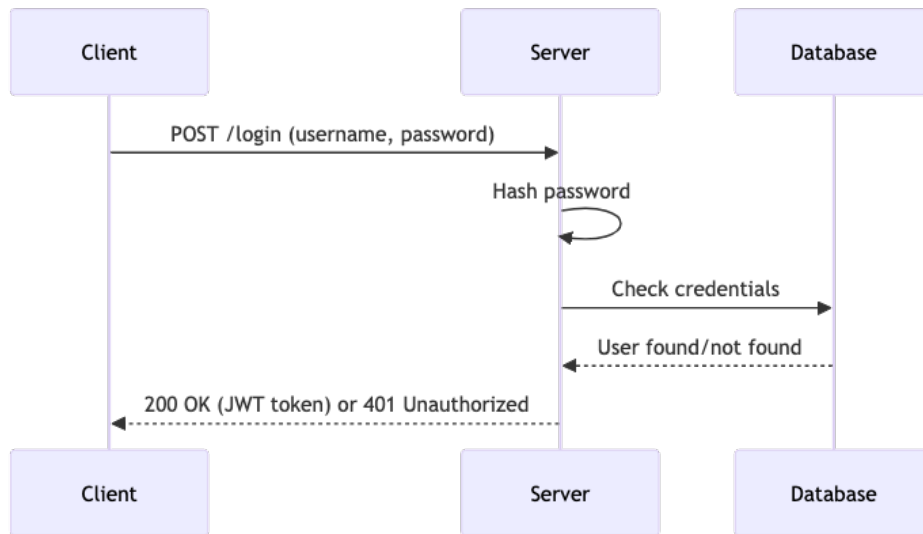 Client
Server
Database
POST /login (username, password)
Hash password
Check credentials
User found/not found
200 OK (JWT token) or 401 Unauthorized
Client
Server
Database